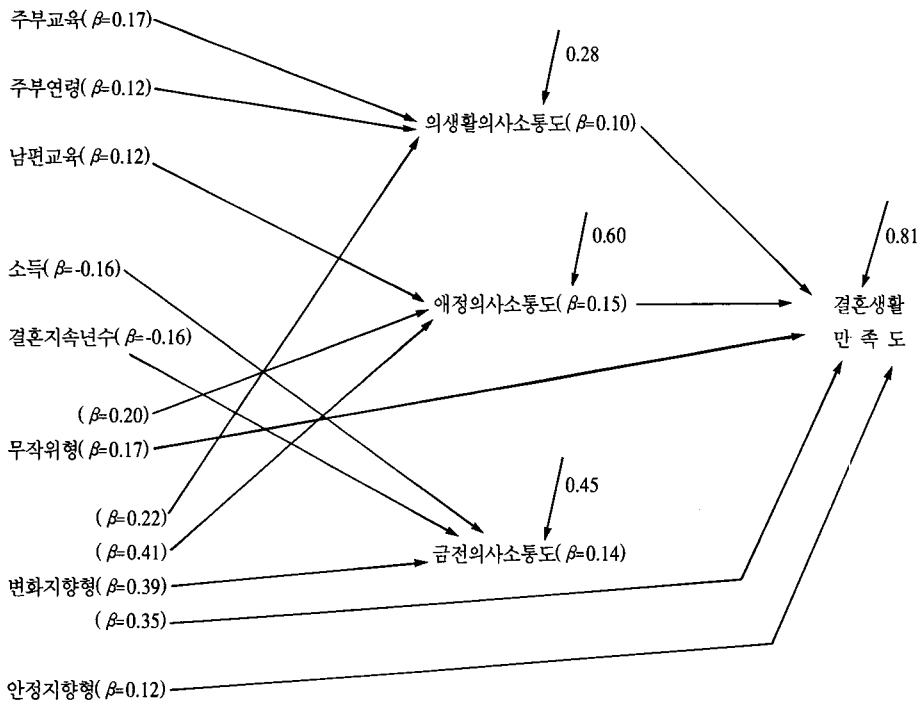 주부교육( β=0.17)
0.28
주부연령( β=0.12)
의생활의사소통도( β=0.10)
남편교육( β=0.12)
0.60
0.81
소득( β=-0.16)
애정의사소통도( β=0.15)
결혼생활
만 족 도
결혼지속년수( β=-0.16)
( β=0.20)
무작위형( β=0.17)
0.45
( β=0.22)
( β=0.41)
금전의사소통도( β=0.14)
변화지향형( β=0.39)
( β=0.35)
안정지향형( β=0.12)